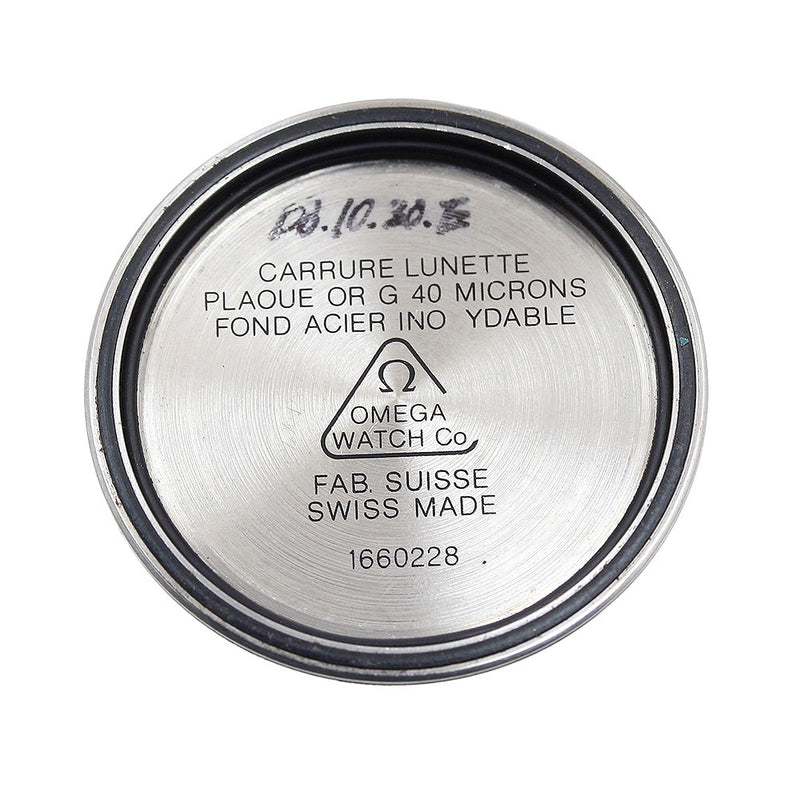 08.10.30.
CARRURE LUNETTE
PLAQUE OR G 40 MICRONS
FOND ACIER INO YDABLE
Ω
OMEGA
WATCH Co
FAB. SUISSE
SWISS MADE
1660228 .